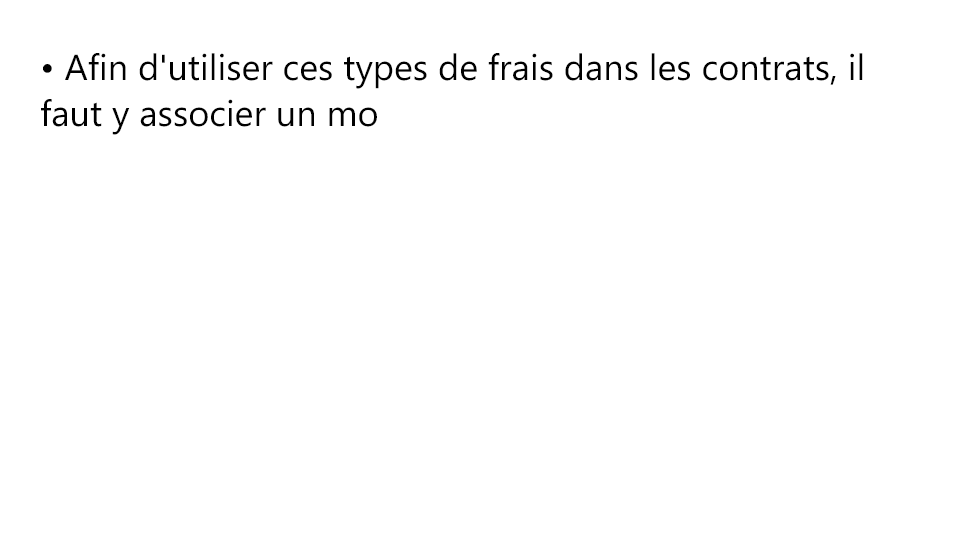 • Afin d'utiliser ces types de frais dans les contrats, il
faut y associer un mo